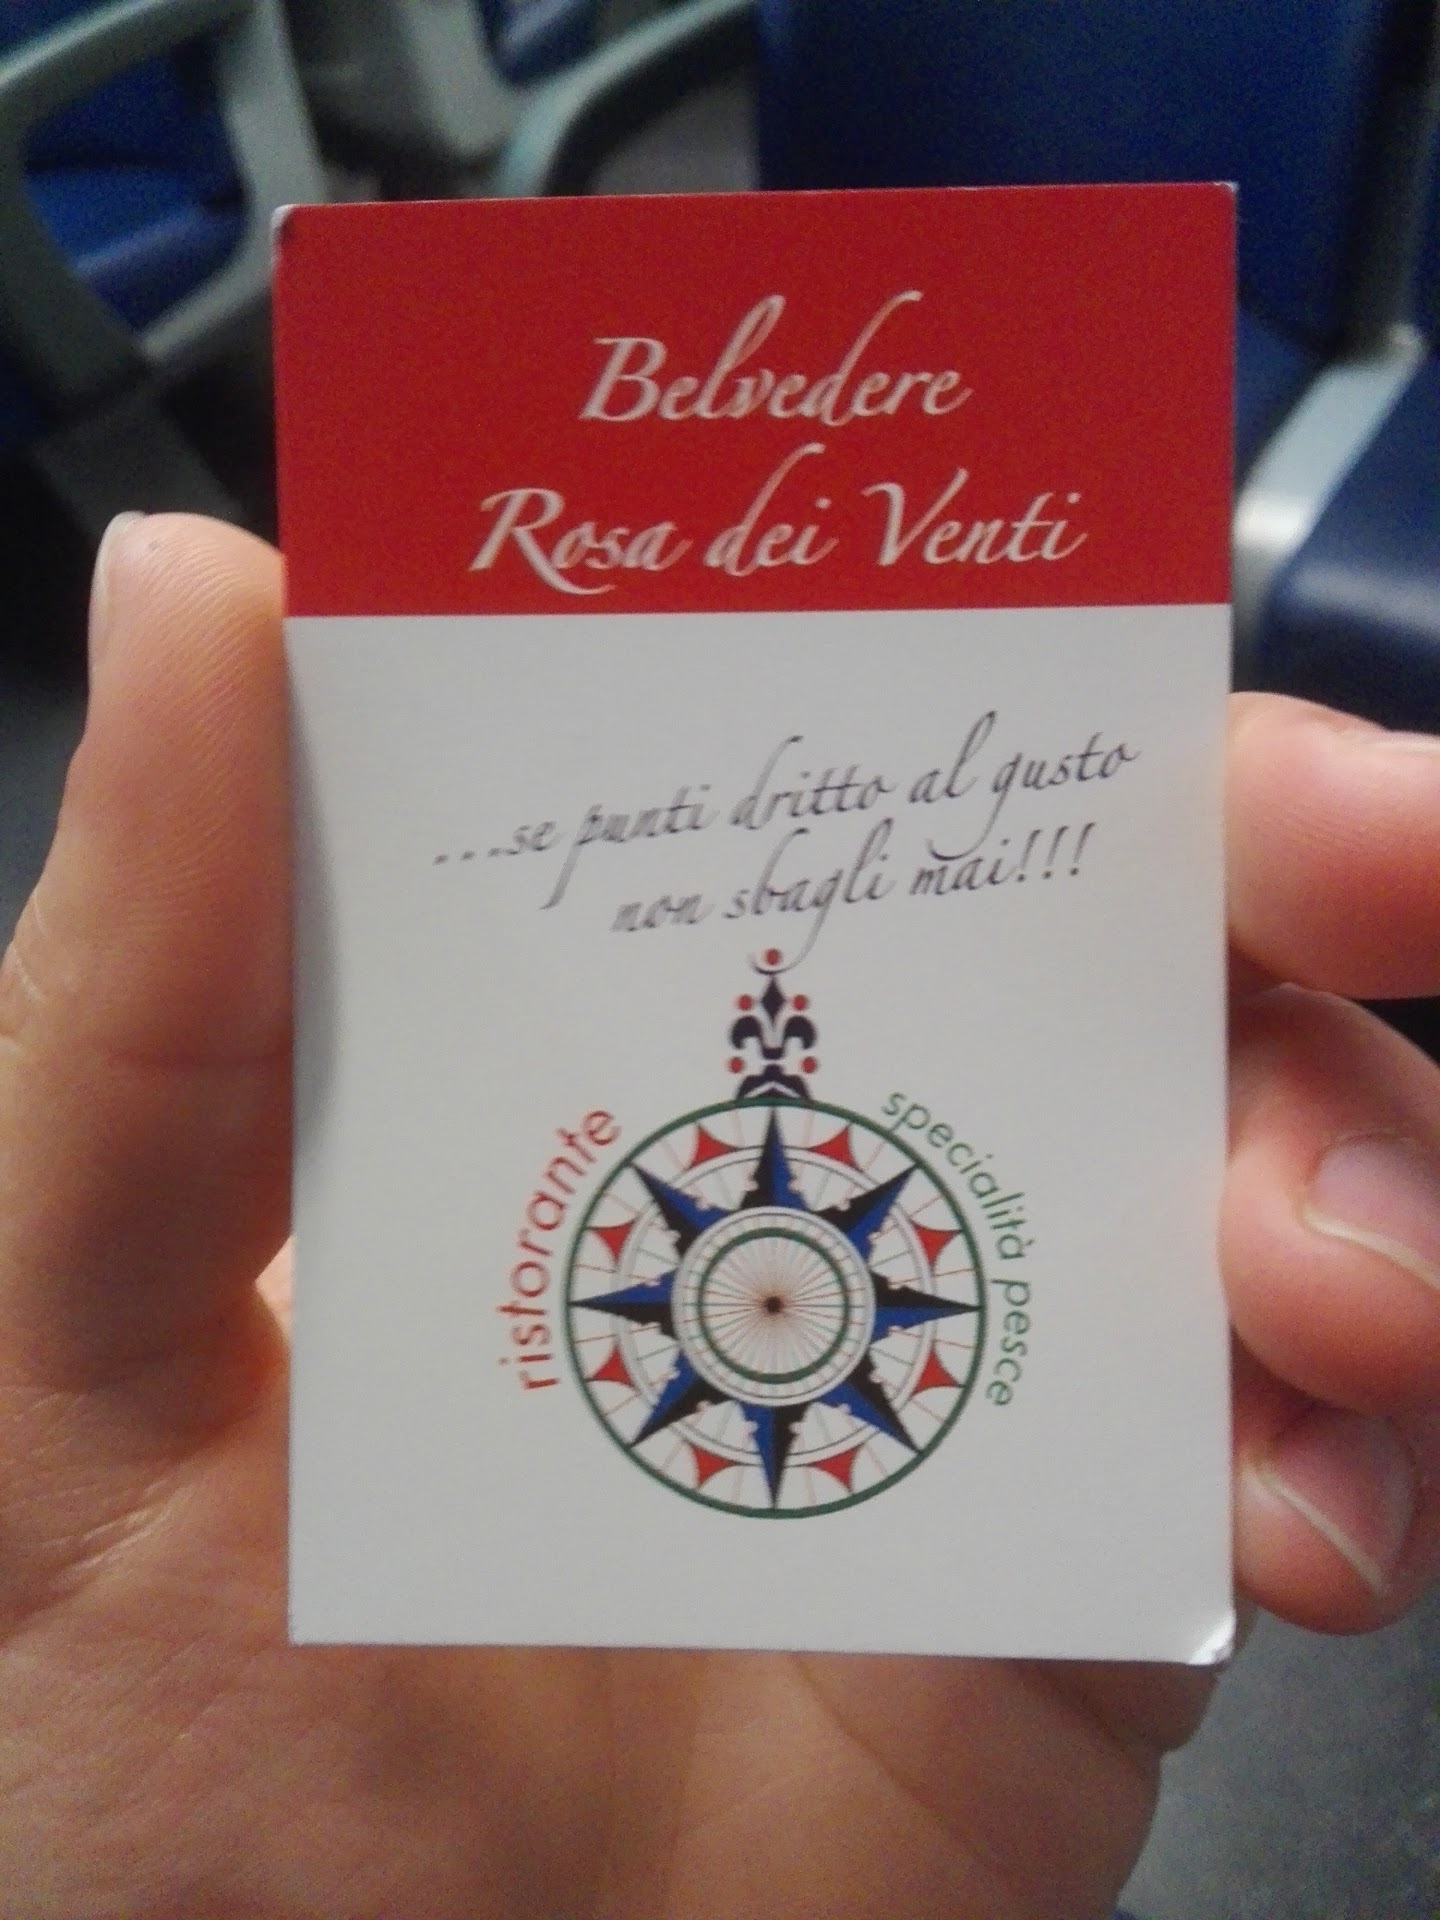 Belvedere
Rosa dei Venti
...se punti dritto al gusto
non sbagli mai!!!
ristorante
specialità pesce